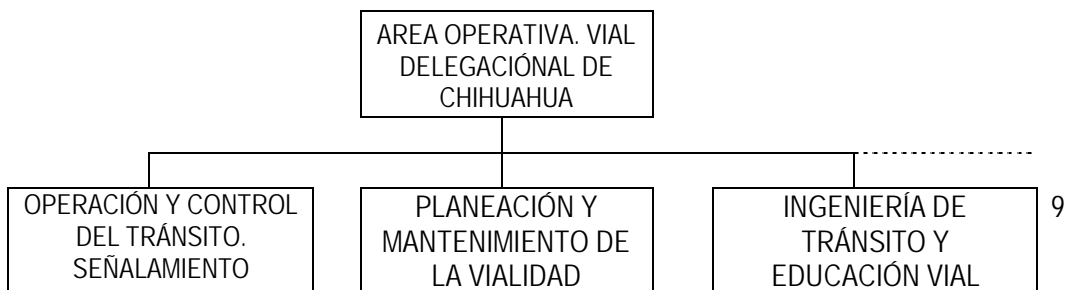 AREA OPERATIVA. VIAL
DELEGACIÓNAL DE
CHIHUAHUA
OPERACIÓN Y CONTROL
DEL TRÁNSITO.
SEÑALAMIENTO
PLANEACIÓN Y
MANTENIMIENTO DE
LA VIALIDAD
INGENIERÍA DE
TRÁNSITO Y
EDUCACIÓN VIAL
9